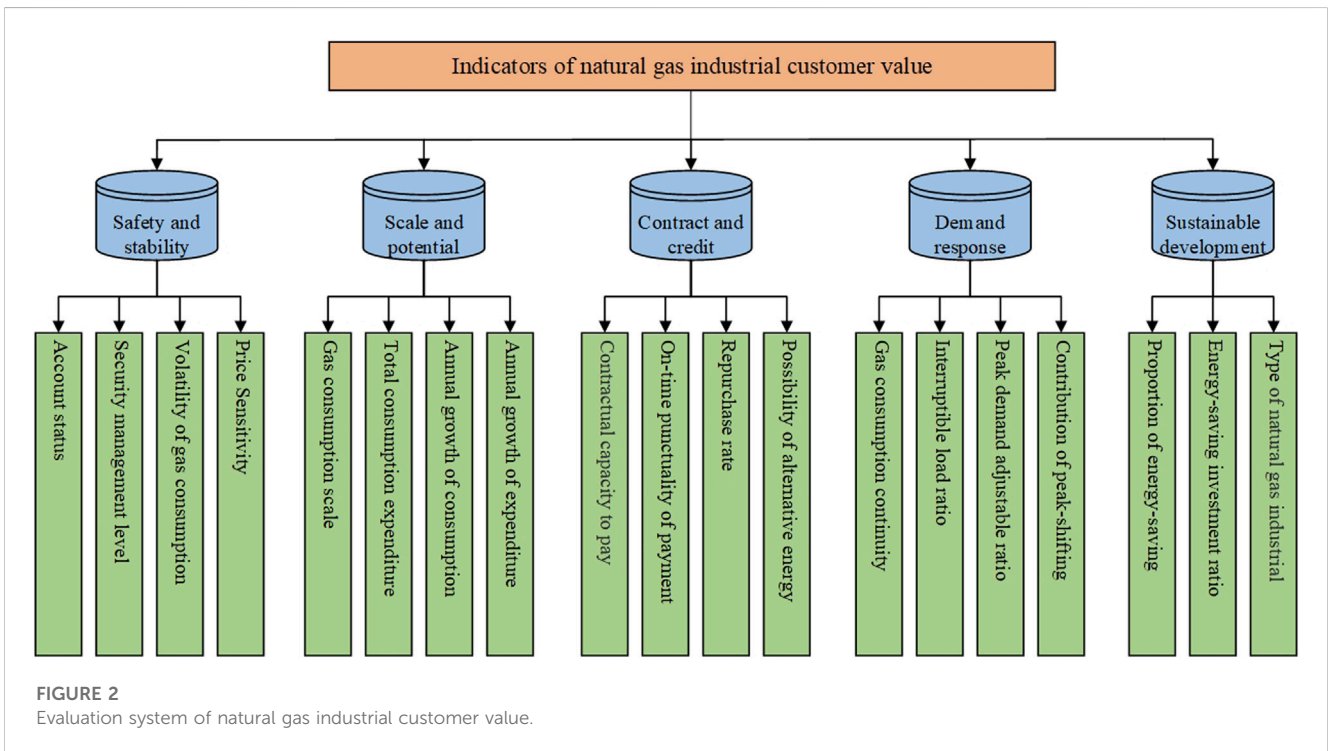 Indicators of natural gas industrial customer value
Safety and
stability
Scale and
potential
Contract and
credit
Demand
response
Sustainable
development
Account status
Security management level
Volatility of gas consumption
Price Sensitivity
Gas consumption scale
Total consumption expenditure
Annual growth of consumption
Annual growth of expenditure
Contractual capacity to pay
On-time punctuality of payment
Repurchase rate
Possibility of alternative energy
Gas consumption continuity
Interruptible load ratio
Peak demand adjustable ratio
Contribution of peak-shifting
Proportion of energy-saving
Energy-saving investment ratio
Type of natural gas industrial
FIGURE 2
Evaluation system of natural gas industrial customer value.